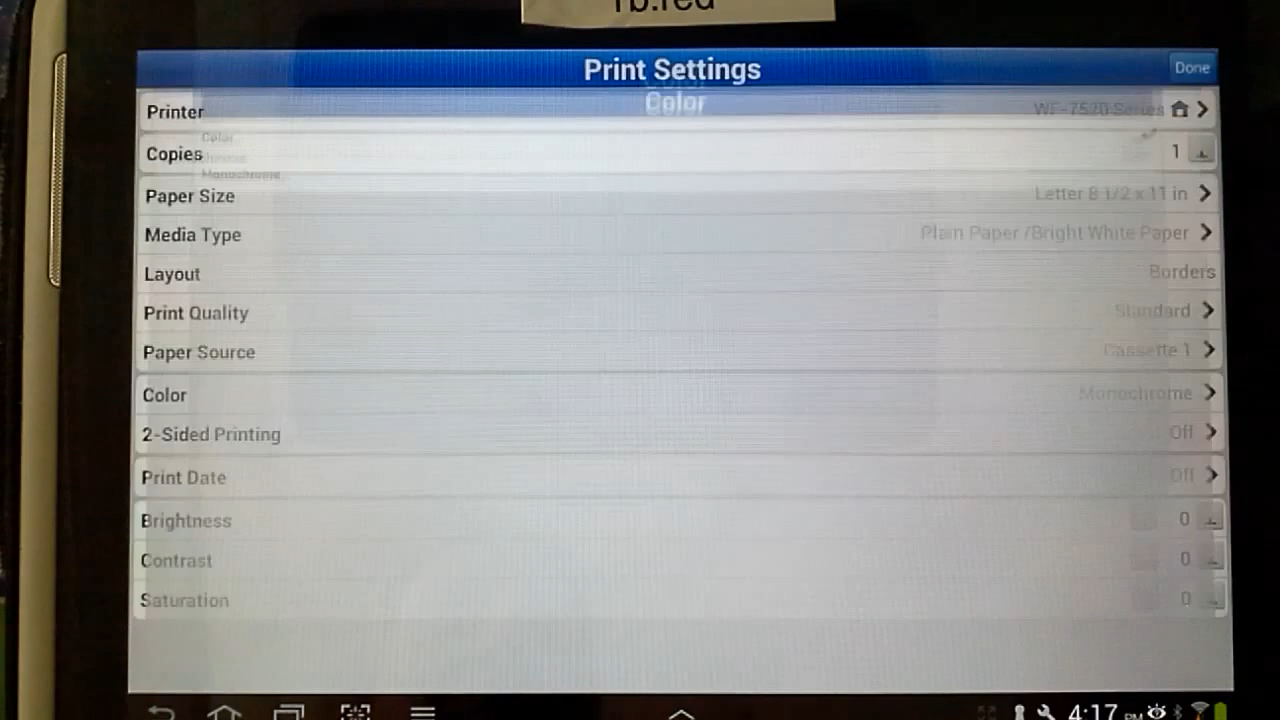 rb.red
Print Settings
Done
Color
Printer WF-7520 Series
Color
Copies 1
Monochrome
Paper Size Letter 8 1/2 x 11 in
Media Type Plain Paper /Bright White Paper
Layout Borders
Print Quality Standard
Paper Source Cassette 1
Color Monochrome
2-Sided Printing Off
Print Date Off
Brightness 0
Contrast 0
Saturation 0
4:17 PM